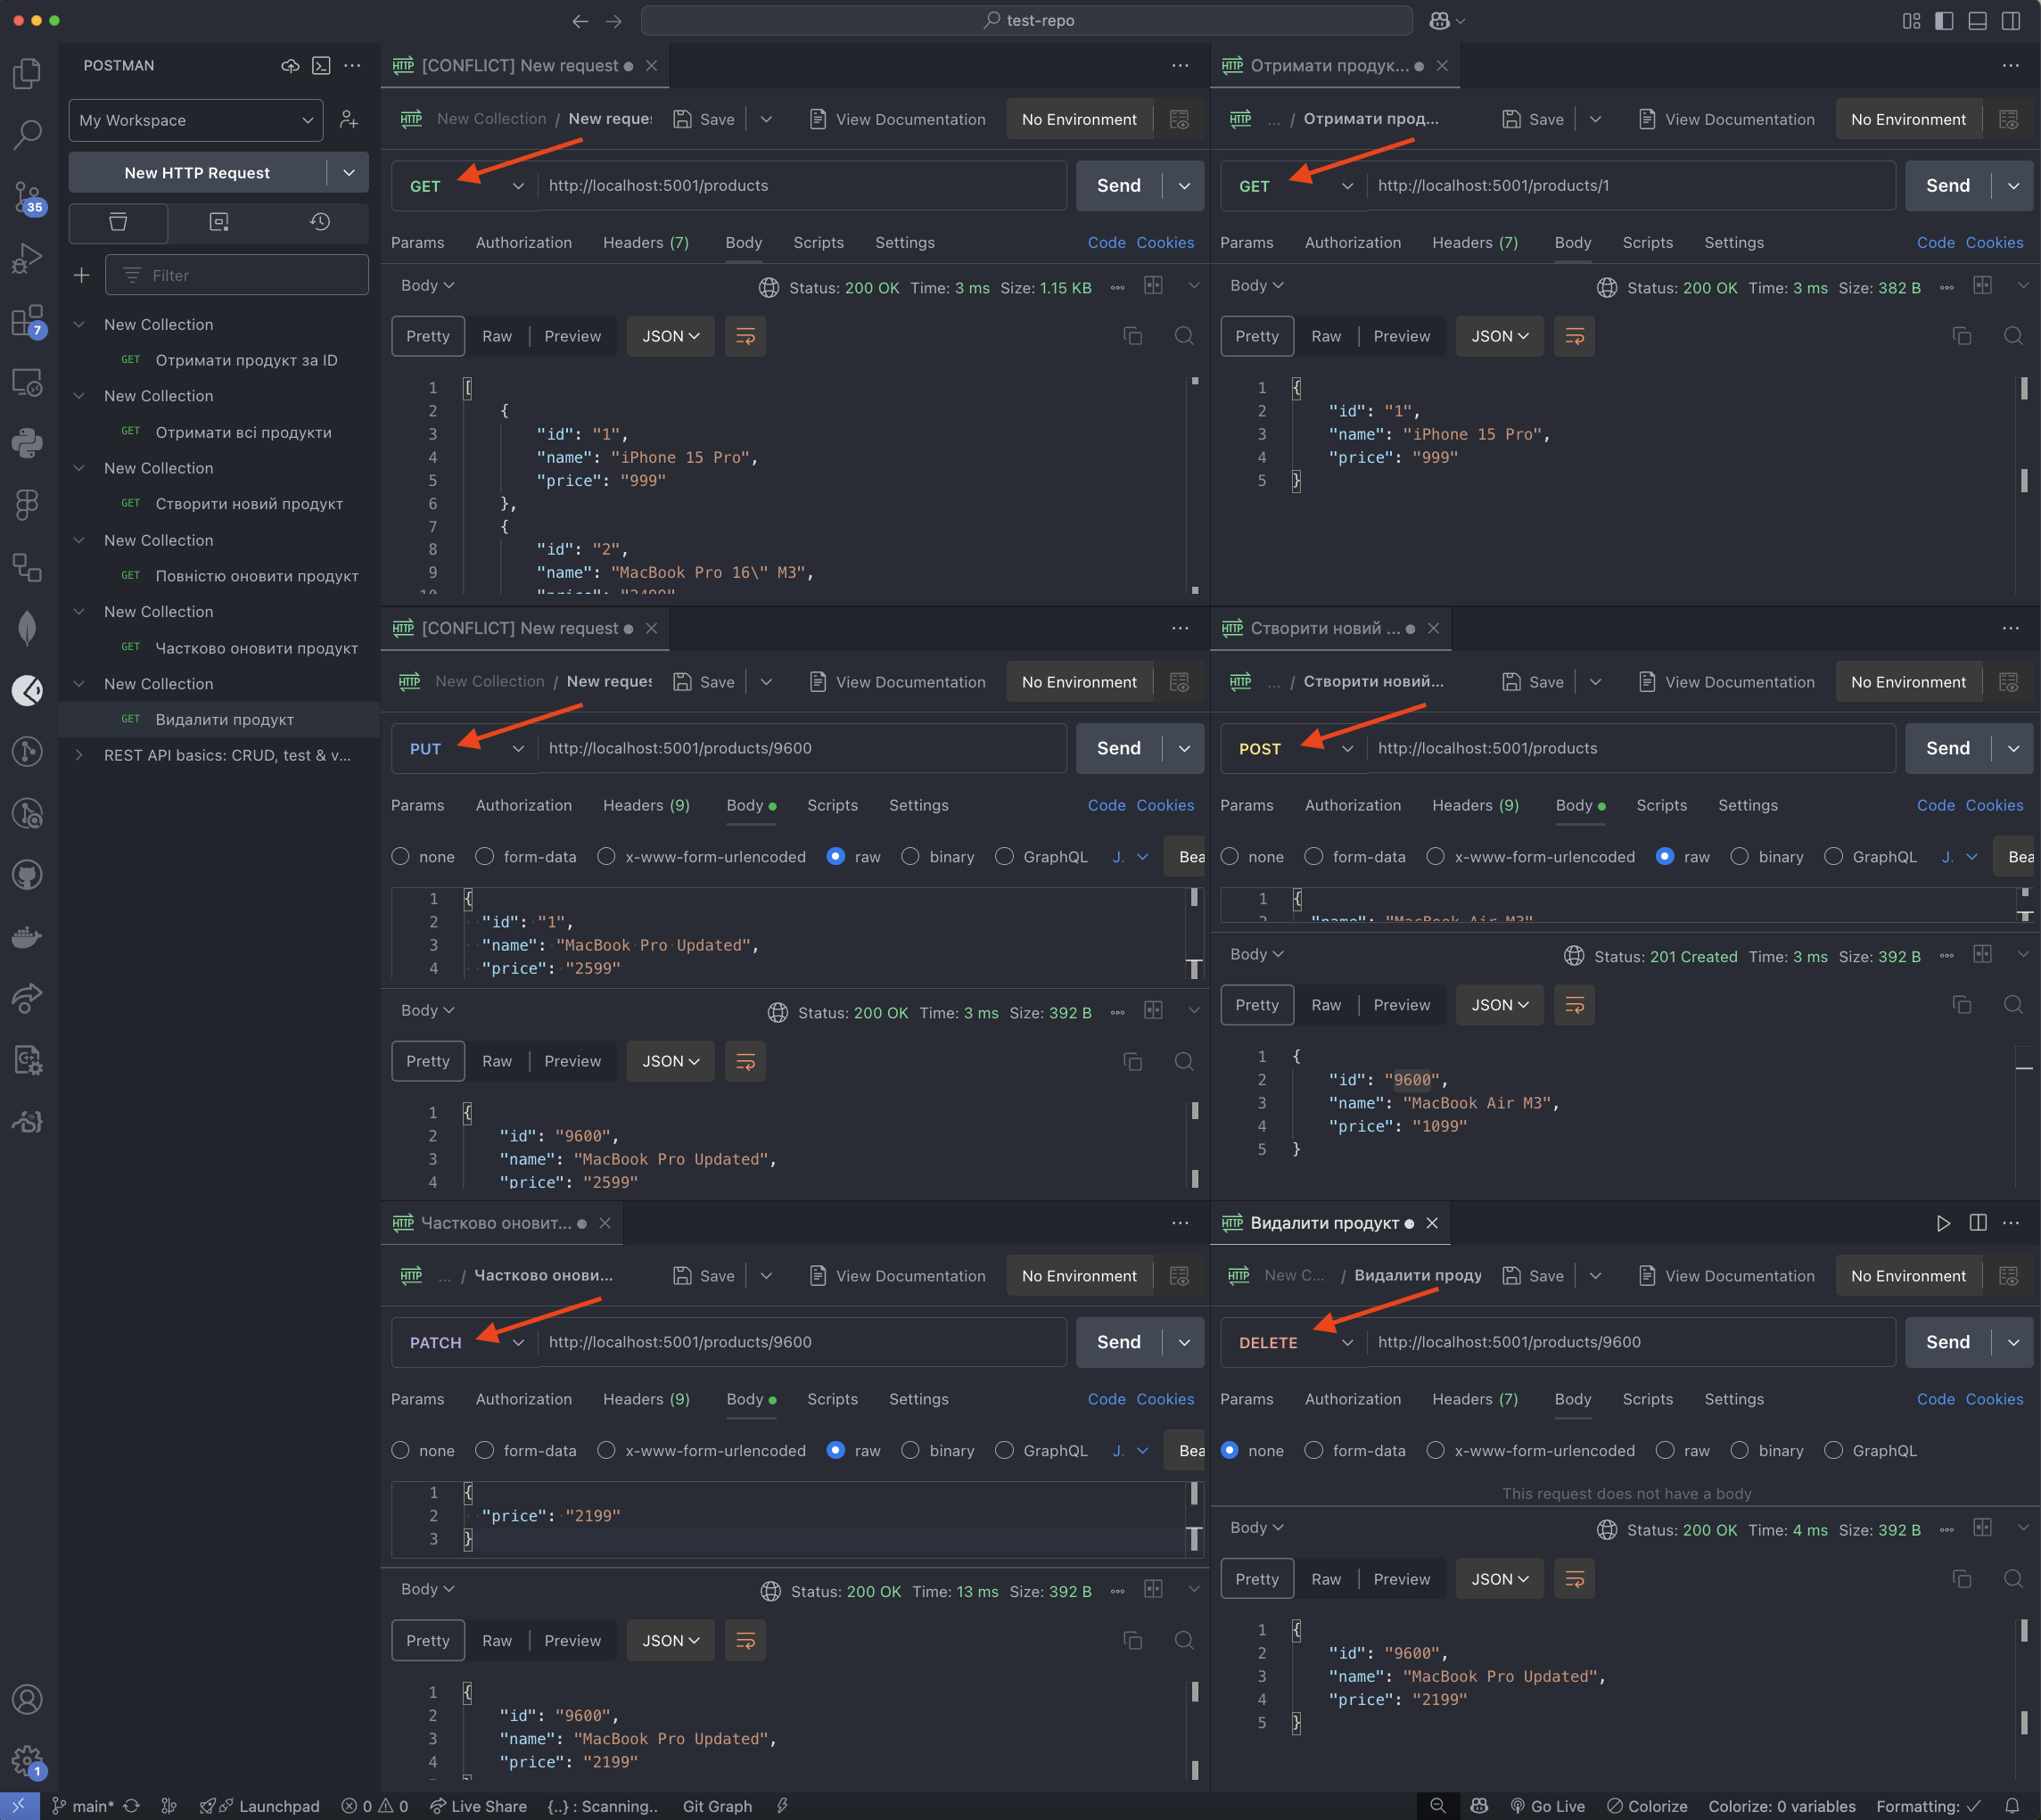 test-repo
POSTMAN
My Workspace
New HTTP Request
Filter
New Collection
GET Отримати продукт за ID
New Collection
GET Отримати всі продукти
New Collection
GET Створити новий продукт
New Collection
GET Повністю оновити продукт
New Collection
GET Частково оновити продукт
New Collection
GET Видалити продукт
REST API basics: CRUD, test & v...
35
7
1
HTTP [CONFLICT] New request
HTTP New Collection / New reque Save View Documentation No Environment
GET http://localhost:5001/products Send
Params Authorization Headers (7) Body Scripts Settings Code Cookies
Body Status: 200 OK Time: 3 ms Size: 1.15 KB
Pretty Raw Preview JSON
1 [
2 {
3 "id": "1",
4 "name": "iPhone 15 Pro",
5 "price": "999"
6 },
7 {
8 "id": "2",
9 "name": "MacBook Pro 16\" M3",
10 "price": "2499"
HTTP Отримати продук...
HTTP ... / Отримати прод... Save View Documentation No Environment
GET http://localhost:5001/products/1 Send
Params Authorization Headers (7) Body Scripts Settings Code Cookies
Body Status: 200 OK Time: 3 ms Size: 382 B
Pretty Raw Preview JSON
1 {
2 "id": "1",
3 "name": "iPhone 15 Pro",
4 "price": "999"
5 }
HTTP [CONFLICT] New request
HTTP New Collection / New reque Save View Documentation No Environment
PUT http://localhost:5001/products/9600 Send
Params Authorization Headers (9) Body Scripts Settings Code Cookies
none form-data x-www-form-urlencoded raw binary GraphQL J. Bea
1 {
2 "id": "1",
3 "name": "MacBook Pro Updated",
4 "price": "2599"
Body Status: 200 OK Time: 3 ms Size: 392 B
Pretty Raw Preview JSON
1 {
2 "id": "9600",
3 "name": "MacBook Pro Updated",
4 "price": "2599"
HTTP Створити новий ...
HTTP ... / Створити новий... Save View Documentation No Environment
POST http://localhost:5001/products Send
Params Authorization Headers (9) Body Scripts Settings Code Cookies
none form-data x-www-form-urlencoded raw binary GraphQL J. Bea
1 {
2 "name": "MacBook Air M3"
Body Status: 201 Created Time: 3 ms Size: 392 B
Pretty Raw Preview JSON
1 {
2 "id": "9600",
3 "name": "MacBook Air M3",
4 "price": "1099"
5 }
HTTP Частково оновит...
HTTP ... / Частково онови... Save View Documentation No Environment
PATCH http://localhost:5001/products/9600 Send
Params Authorization Headers (9) Body Scripts Settings Code Cookies
none form-data x-www-form-urlencoded raw binary GraphQL J. Bea
1 {
2 "price": "2199"
3 }
Body Status: 200 OK Time: 13 ms Size: 392 B
Pretty Raw Preview JSON
1 {
2 "id": "9600",
3 "name": "MacBook Pro Updated",
4 "price": "2199"
HTTP Видалити продукт
HTTP New C... / Видалити проду Save View Documentation No Environment
DELETE http://localhost:5001/products/9600 Send
Params Authorization Headers (7) Body Scripts Settings Code Cookies
none form-data x-www-form-urlencoded raw binary GraphQL
This request does not have a body
Body Status: 200 OK Time: 4 ms Size: 392 B
Pretty Raw Preview JSON
1 {
2 "id": "9600",
3 "name": "MacBook Pro Updated",
4 "price": "2199"
5 }
main* Launchpad 0 0 Live Share {..} : Scanning.. Git Graph Go Live Colorize Colorize: 0 variables Formatting: ✓